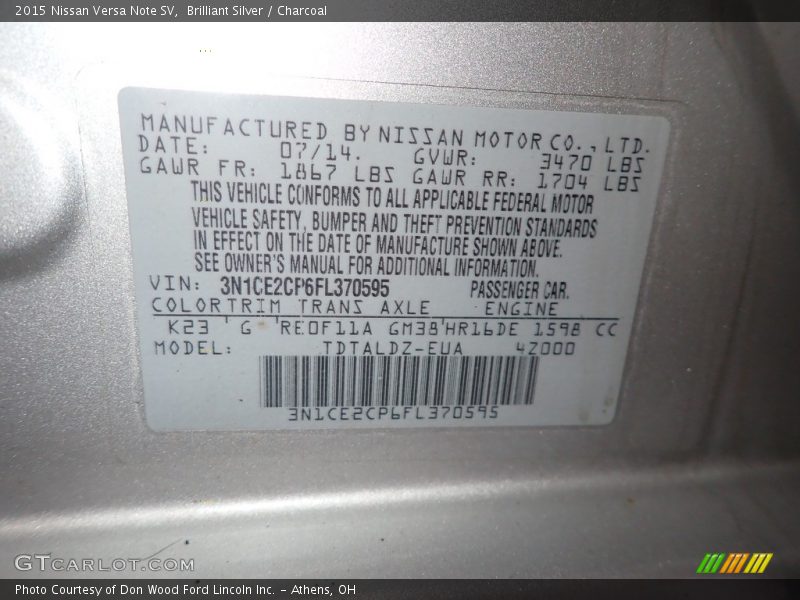 2015 Nissan Versa Note SV, Brilliant Silver / Charcoal
MANUFACTURED BY NISSAN MOTOR CO., LTD.
DATE: 07/14. GVWR: 3470 LBS
GAWR FR: 1867 LBS GAWR RR: 1704 LBS
THIS VEHICLE CONFORMS TO ALL APPLICABLE FEDERAL MOTOR
VEHICLE SAFETY, BUMPER AND THEFT PREVENTION STANDARDS
IN EFFECT ON THE DATE OF MANUFACTURE SHOWN ABOVE.
SEE OWNER'S MANUAL FOR ADDITIONAL INFORMATION.
VIN: 3N1CE2CP6FL370595 PASSENGER CAR.
COLOR TRIM TRANS AXLE ENGINE
K23 ' G 'RE0F11A GM38'HR16DE 1598 CC
MODEL: TDTALDZ-EUA 4Z000
3N1CE2CP6FL370595
GTCARLOT.COM
Photo Courtesy of Don Wood Ford Lincoln Inc. - Athens, OH